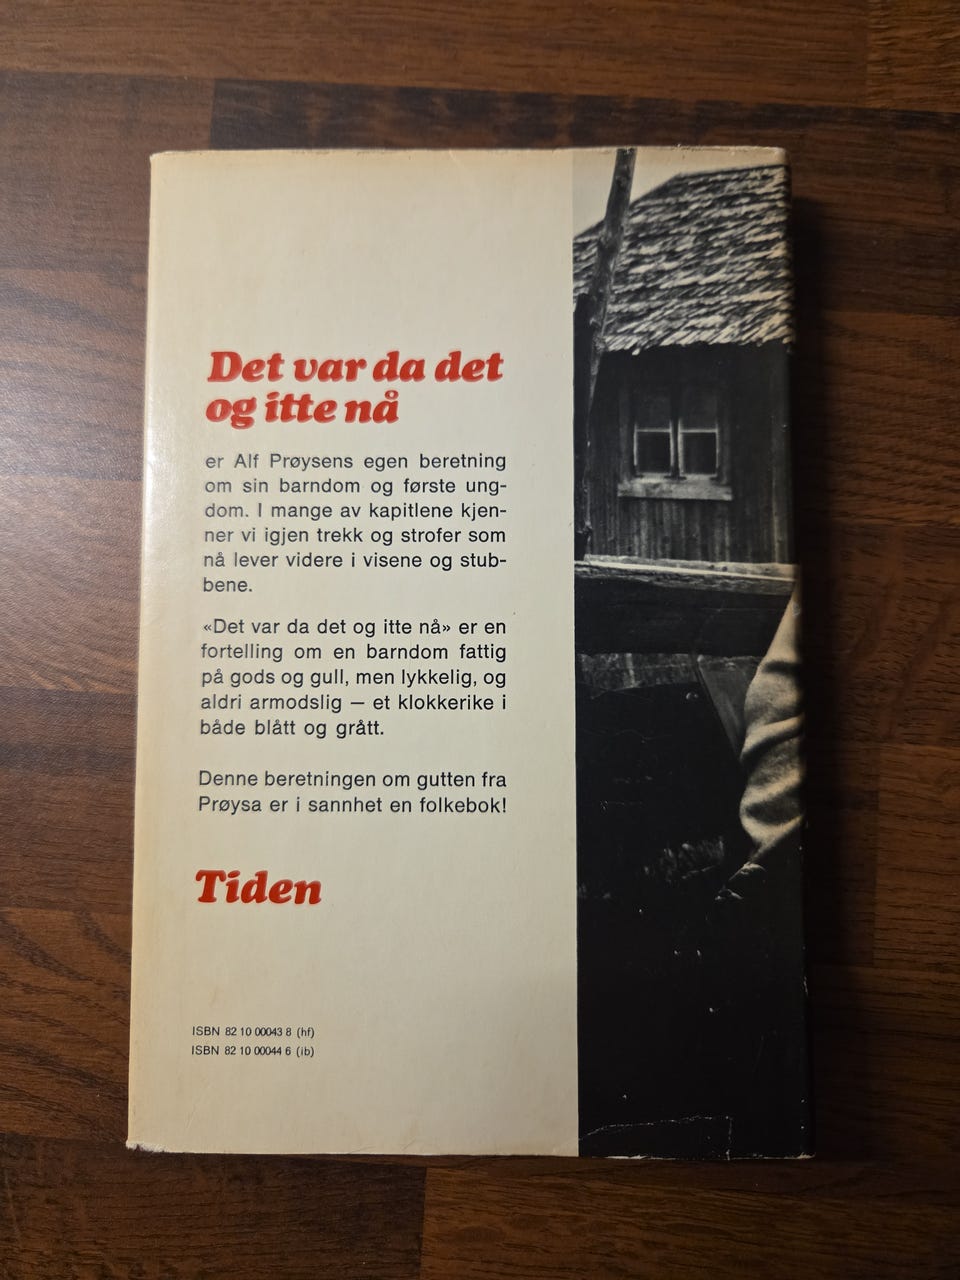 Det var da det
og itte nå
er Alf Prøysens egen beretning
om sin barndom og første ung-
dom. I mange av kapitlene kjen-
ner vi igjen trekk og strofer som
nå lever videre i visene og stub-
bene.
«Det var da det og itte nå» er en
fortelling om en barndom fattig
på gods og gull, men lykkelig, og
aldri armodslig — et klokkerike i
både blått og grått.
Denne beretningen om gutten fra
Prøysa er i sannhet en folkebok!
Tiden
ISBN 82 10 00043 8 (hf)
ISBN 82 10 00044 6 (ib)